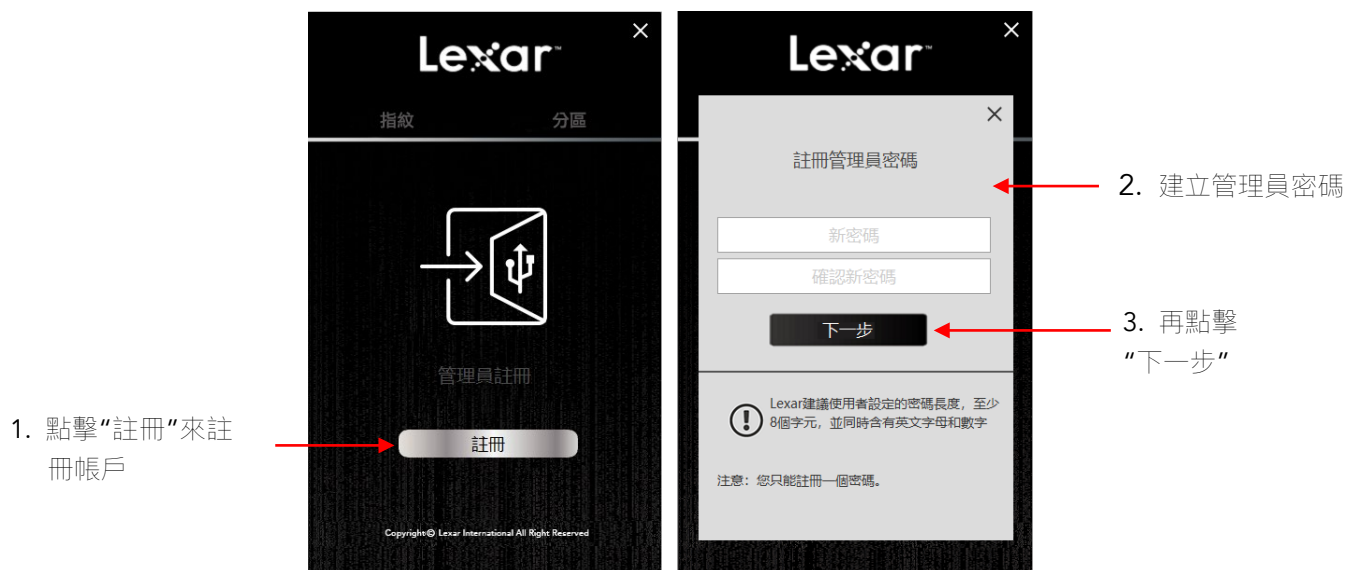 Lexar™
指紋
分區
管理員註冊
註冊
Copyright© Lexar International All Right Reserved
1. 點擊“註冊”來註
冊帳戶
Lexar™
註冊管理員密碼
新密碼
確認新密碼
下一步
Lexar建議使用者設定的密碼長度，至少
8個字元，並同時含有英文字母和數字
注意：您只能註冊一個密碼。
2. 建立管理員密碼
3. 再點擊
“下一步”